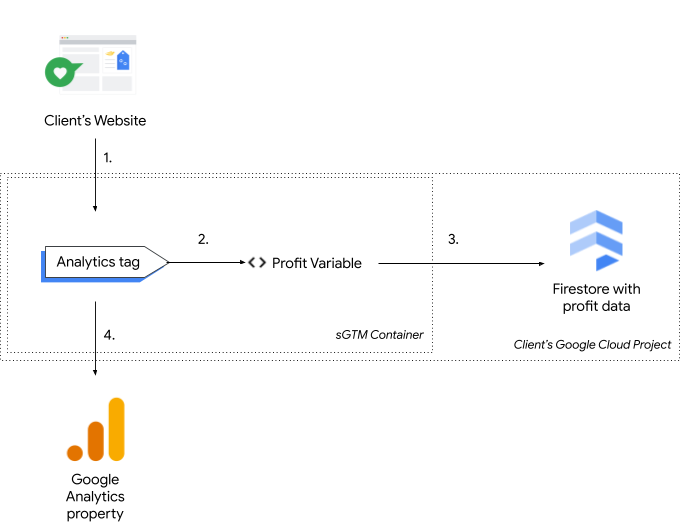 Client's Website
1.
2.
3.
Analytics tag
Profit Variable
Firestore with
profit data
4.
sGTM Container
Client's Google Cloud Project
Google
Analytics
property